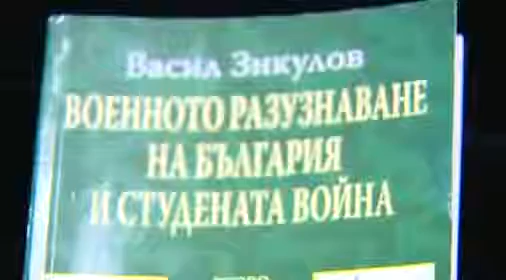 Васил Зикулов
ВОЕННОТО РАЗУЗНАВАНЕ
НА БЪЛГАРИЯ
И СТУДЕНАТА ВОЙНА